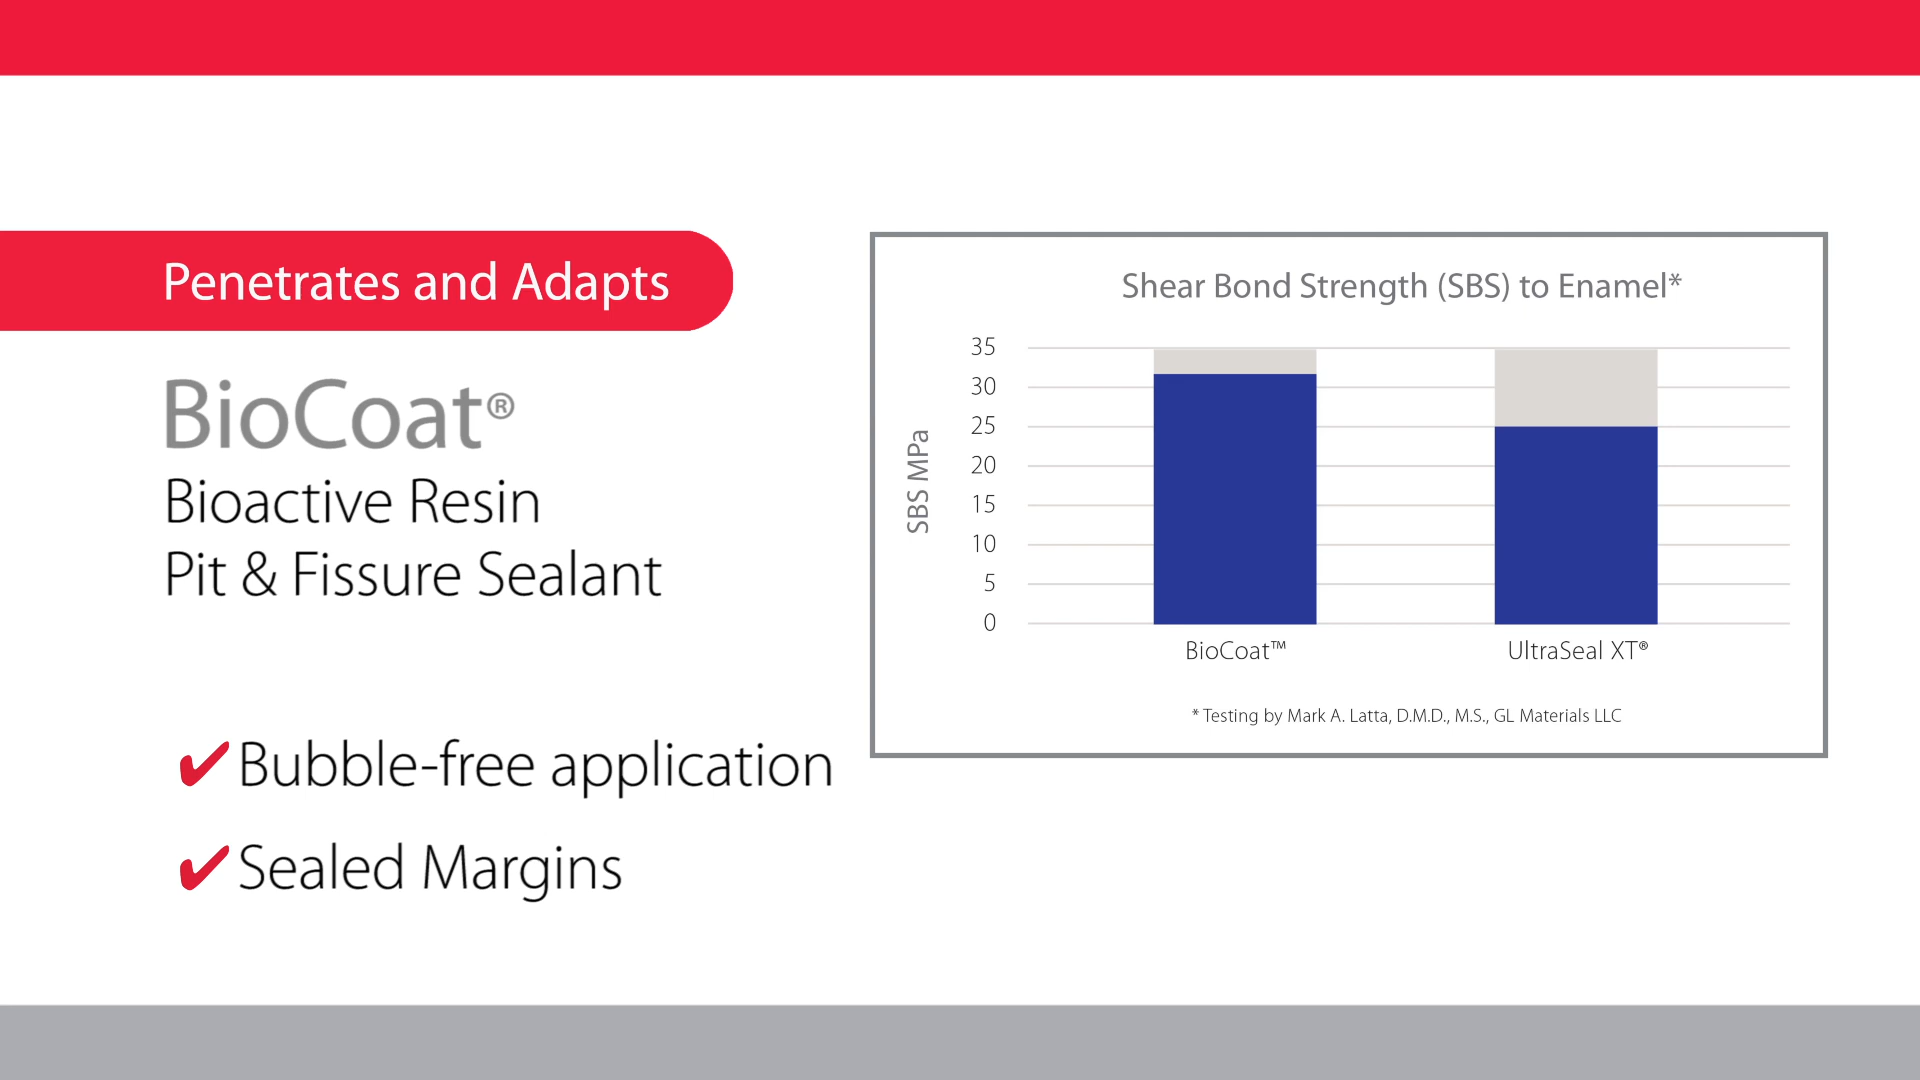 Penetrates and Adapts
BioCoat®
Bioactive Resin
Pit & Fissure Sealant
✔ Bubble-free application
✔ Sealed Margins
Shear Bond Strength (SBS) to Enamel*
SBS MPa
35
30
25
20
15
10
5
0
BioCoat™
UltraSeal XT®
* Testing by Mark A. Latta, D.M.D., M.S., GL Materials LLC